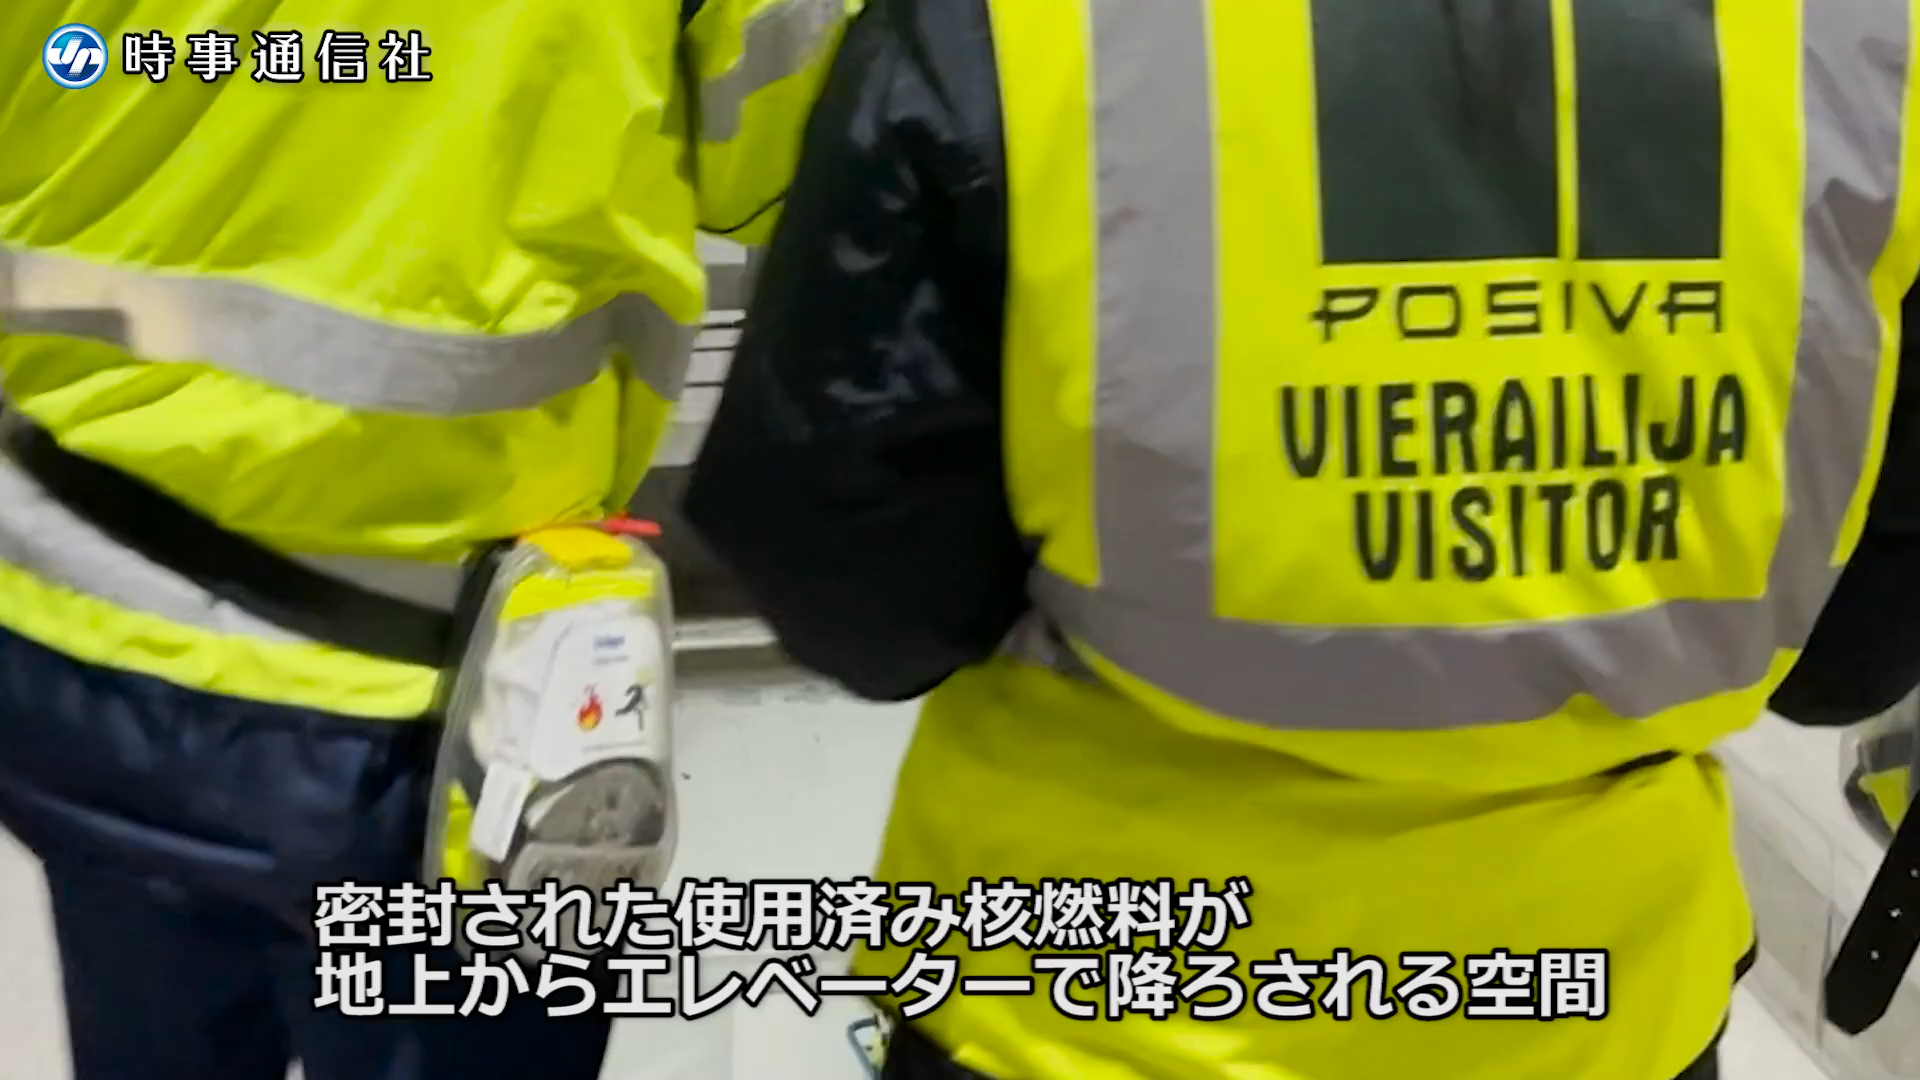 時事通信社
POSIVA
VIERAILIJA
VISITOR
密封された使用済み核燃料が
地上からエレベーターで降ろされる空間